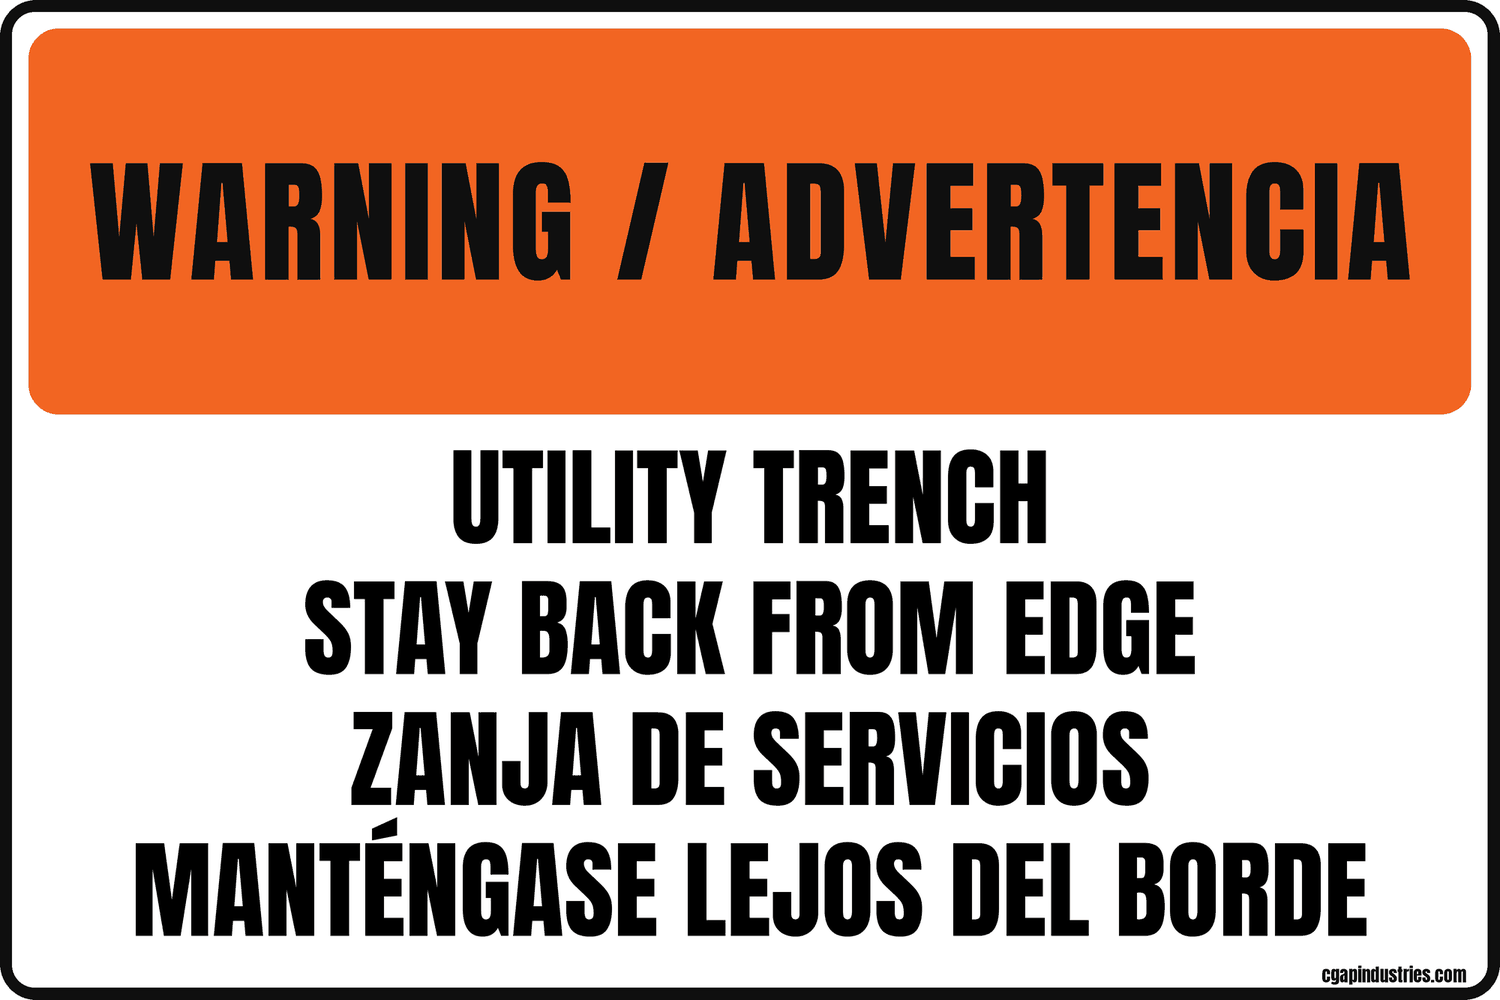 WARNING / ADVERTENCIA
UTILITY TRENCH
STAY BACK FROM EDGE
ZANJA DE SERVICIOS
MANTÉNGASE LEJOS DEL BORDE
cgapindustries.com